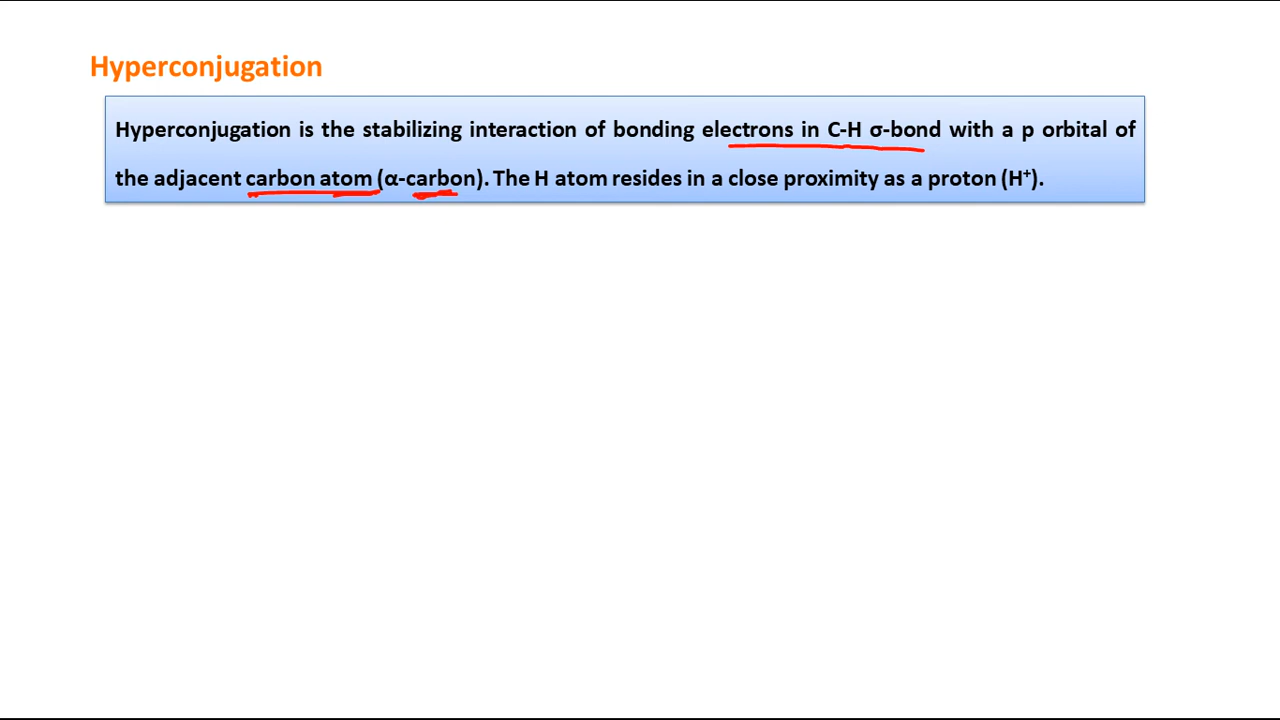 Hyperconjugation
Hyperconjugation is the stabilizing interaction of bonding electrons in C-H σ-bond with a p orbital of
the adjacent carbon atom (α-carbon). The H atom resides in a close proximity as a proton (H⁺).